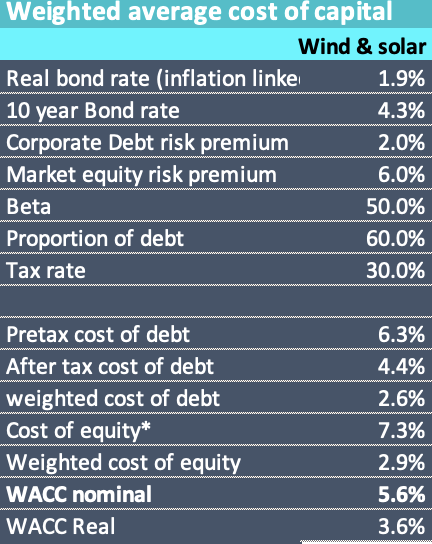 Weighted average cost of capital
Wind & solar
Real bond rate (inflation linke 1.9%
10 year Bond rate 4.3%
Corporate Debt risk premium 2.0%
Market equity risk premium 6.0%
Beta 50.0%
Proportion of debt 60.0%
Tax rate 30.0%
Pretax cost of debt 6.3%
After tax cost of debt 4.4%
weighted cost of debt 2.6%
Cost of equity* 7.3%
Weighted cost of equity 2.9%
WACC nominal 5.6%
WACC Real 3.6%